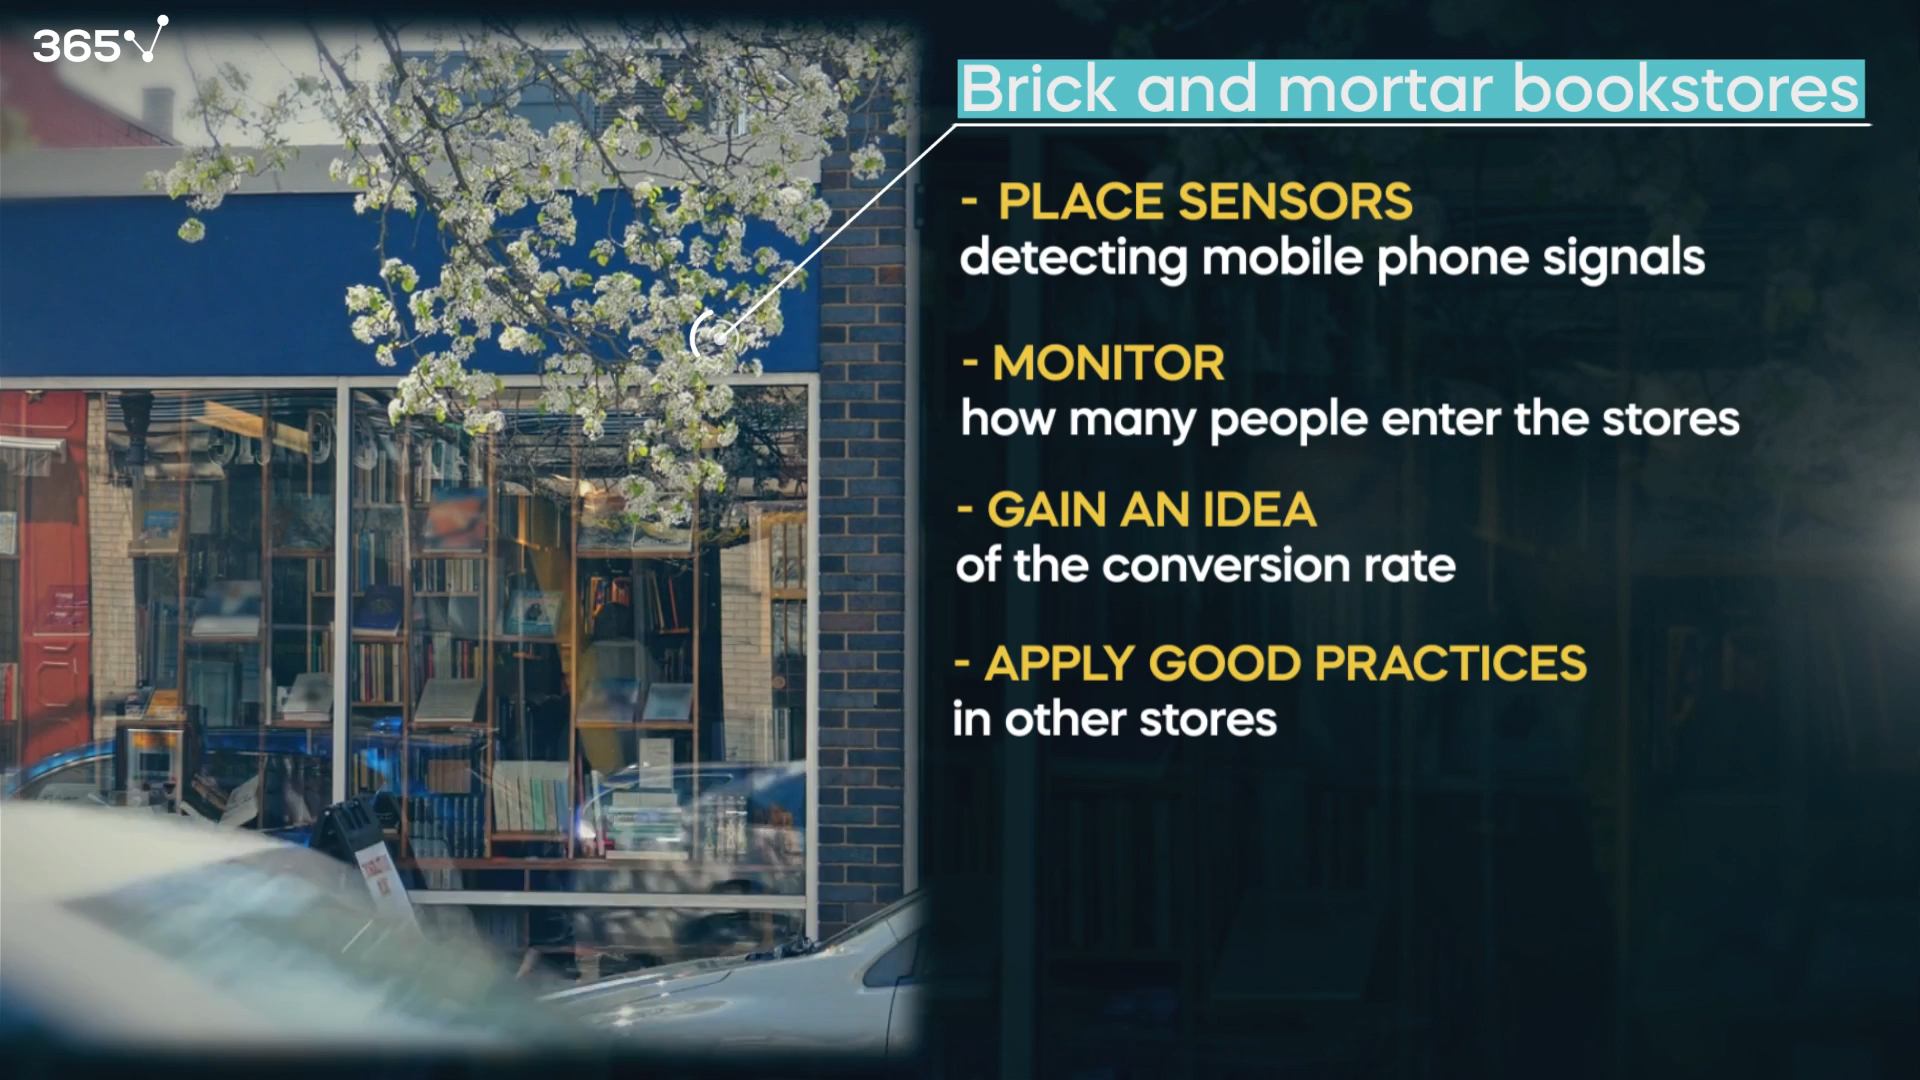 365
Brick and mortar bookstores
- PLACE SENSORS
detecting mobile phone signals
- MONITOR
how many people enter the stores
- GAIN AN IDEA
of the conversion rate
- APPLY GOOD PRACTICES
in other stores